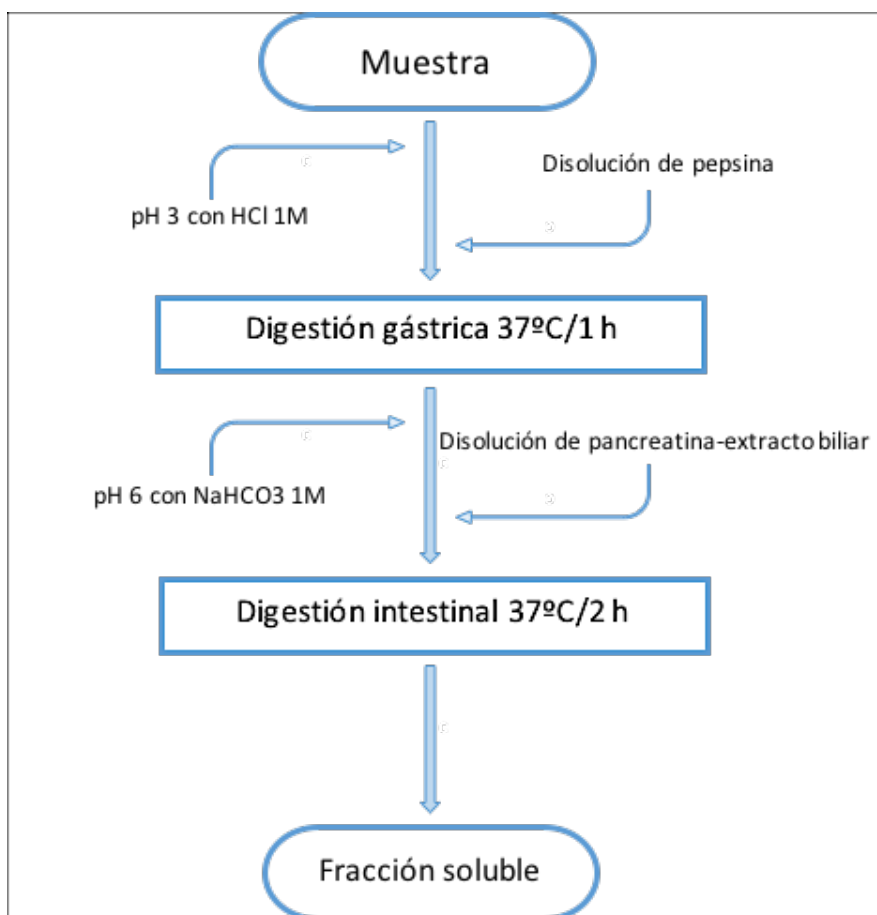 Muestra
Disolución de pepsina
pH 3 con HCl 1M
Digestión gástrica 37ºC/1 h
Disolución de pancreatina-extracto biliar
pH 6 con NaHCO3 1M
Digestión intestinal 37ºC/2 h
Fracción soluble